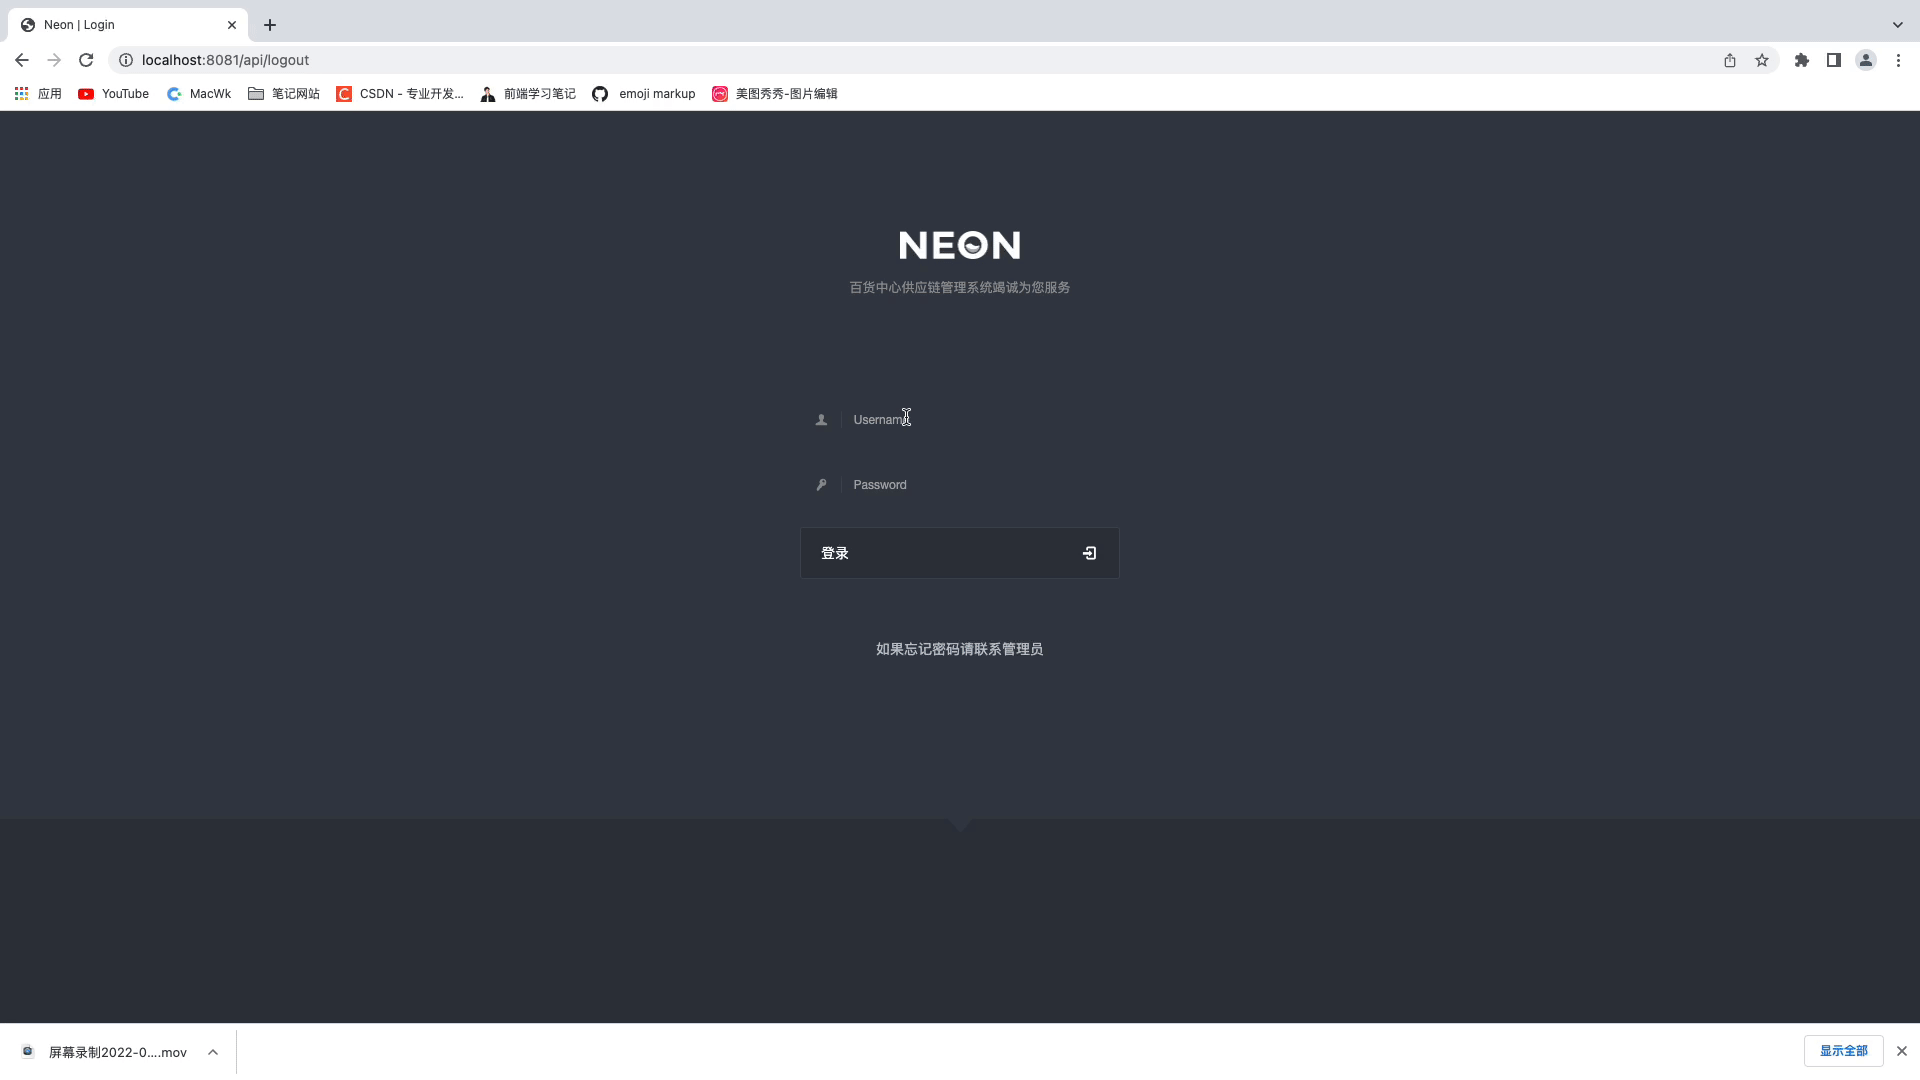 Neon | Login
localhost:8081/api/logout
应用
YouTube
MacWk
笔记网站
CSDN - 专业开发...
前端学习笔记
emoji markup
美图秀秀-图片编辑
NEON
百货中心供应链管理系统竭诚为您服务
Username
Password
登录
如果忘记密码请联系管理员
屏幕录制2022-0....mov
显示全部